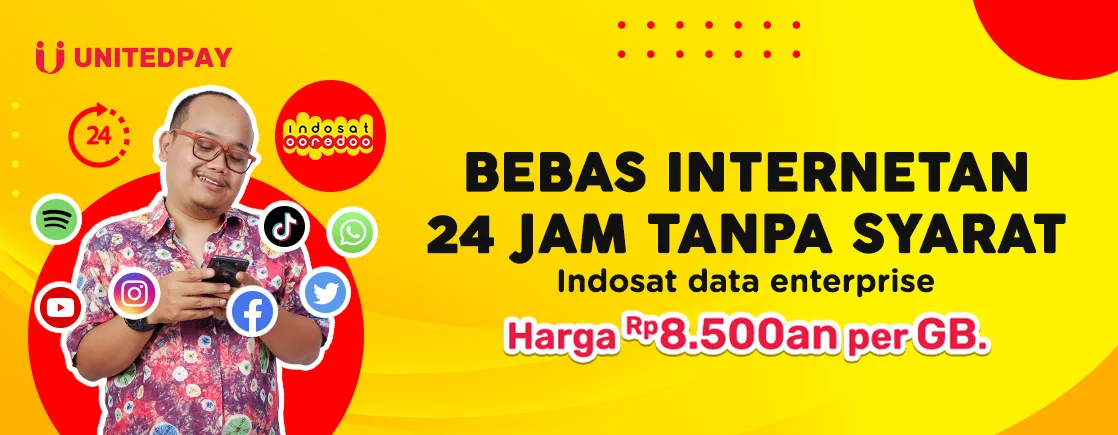 UNITEDPAY
24
indosat
ooredoo
BEBAS INTERNETAN
24 JAM TANPA SYARAT
Indosat data enterprise
Harga Rp8.500an per GB.